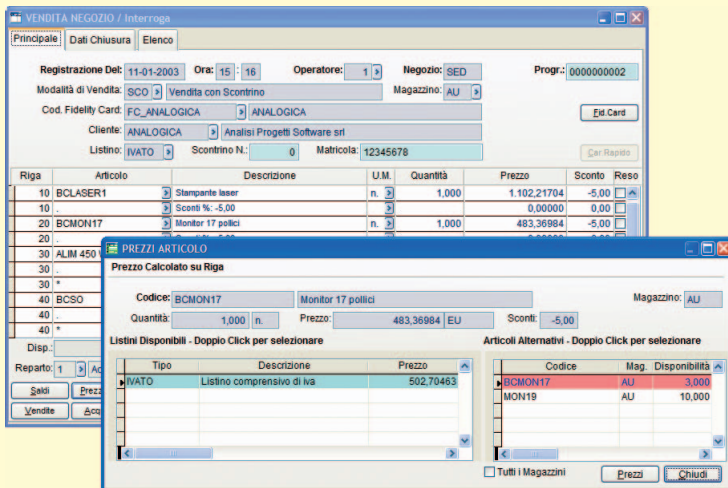 VENDITA NEGOZIO / Interroga
Principale Dati Chiusura Elenco
Registrazione Del: 11-01-2003 Ora: 15 : 16 Operatore: 1 Negozio: SED Progr.: 0000000002
Modalità di Vendita: SCO Vendita con Scontrino Magazzino: AU
Cod. Fidelity Card: FC_ANALOGICA ANALOGICA Fid.Card
Cliente: ANALOGICA Analisi Progetti Software srl
Listino: IVATO Scontrino N.: 0 Matricola: 12345678 Car.Rapido
Riga Articolo Descrizione U.M. Quantità Prezzo Sconto Reso
10 BCLASER1 Stampante laser n. 1,000 1.102,21704 -5,00
10 . Sconti %: -5,00 0,00000 0,00
20 BCMON17 Monitor 17 pollici n. 1,000 483,36984 -5,00
20 .
30 ALIM 450
30 .
30 *
40 BCSO
40 .
40 *
Disp.:
Reparto: 1
Saldi
Vendite
PREZZI ARTICOLO
Prezzo Calcolato su Riga
Codice: BCMON17 Monitor 17 pollici Magazzino: AU
Quantità: 1,000 n. Prezzo: 483,36984 EU Sconti: -5,00
Listini Disponibili - Doppio Click per selezionare Articoli Alternativi - Doppio Click per selezionare
Tipo Descrizione Prezzo Codice Mag. Disponibilità
IVATO Listino comprensivo di iva 502,70463 BCMON17 AU 3,000
MON19 AU 10,000
Tutti i Magazzini Prezzi Chiudi